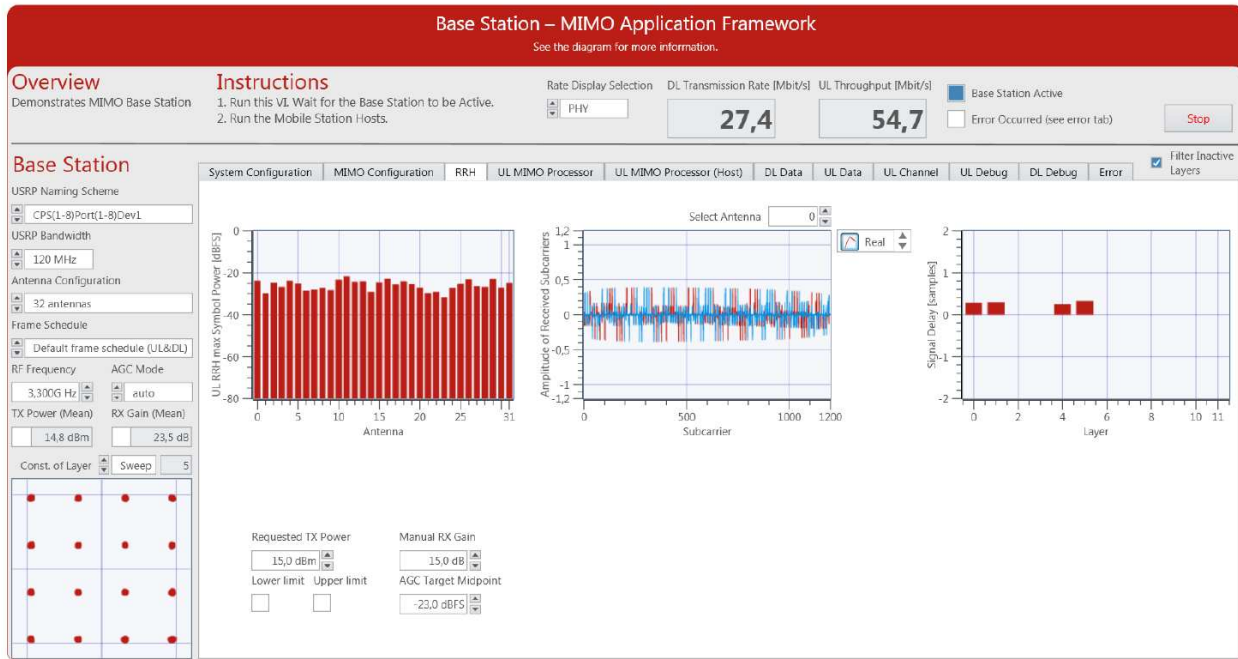 Base Station – MIMO Application Framework
See the diagram for more information.
Overview
Demonstrates MIMO Base Station
Instructions
1. Run this VI. Wait for the Base Station to be Active.
2. Run the Mobile Station Hosts.
Rate Display Selection
PHY
DL Transmission Rate [Mbit/s]
27,4
UL Throughput [Mbit/s]
54,7
Base Station Active
Error Occurred (see error tab)
Stop
Base Station
USRP Naming Scheme
CPS(1-8)Port(1-8)Dev1
USRP Bandwidth
120 MHz
Antenna Configuration
32 antennas
Frame Schedule
Default frame schedule (UL&DL)
RF Frequency AGC Mode
3,300G Hz auto
TX Power (Mean) RX Gain (Mean)
14,8 dBm 23,5 dB
Const. of Layer Sweep 5
System Configuration MIMO Configuration RRH UL MIMO Processor UL MIMO Processor (Host) DL Data UL Data UL Channel UL Debug DL Debug Error
Filter Inactive
Layers
UL RRH max Symbol Power [dBFS]
0
-20
-40
-60
-80
0 5 10 15 20 25 31
Antenna
Select Antenna 0
Real
Amplitude of Received Subcarriers
1,2
1
0,5
0
-0,5
-1
-1,2
0 500 1000 1200
Subcarrier
Signal Delay [samples]
2
1
0
-1
-2
0 2 4 6 8 10 11
Layer
Requested TX Power
15,0 dBm
Lower limit Upper limit
Manual RX Gain
15,0 dB
AGC Target Midpoint
-23,0 dBFS